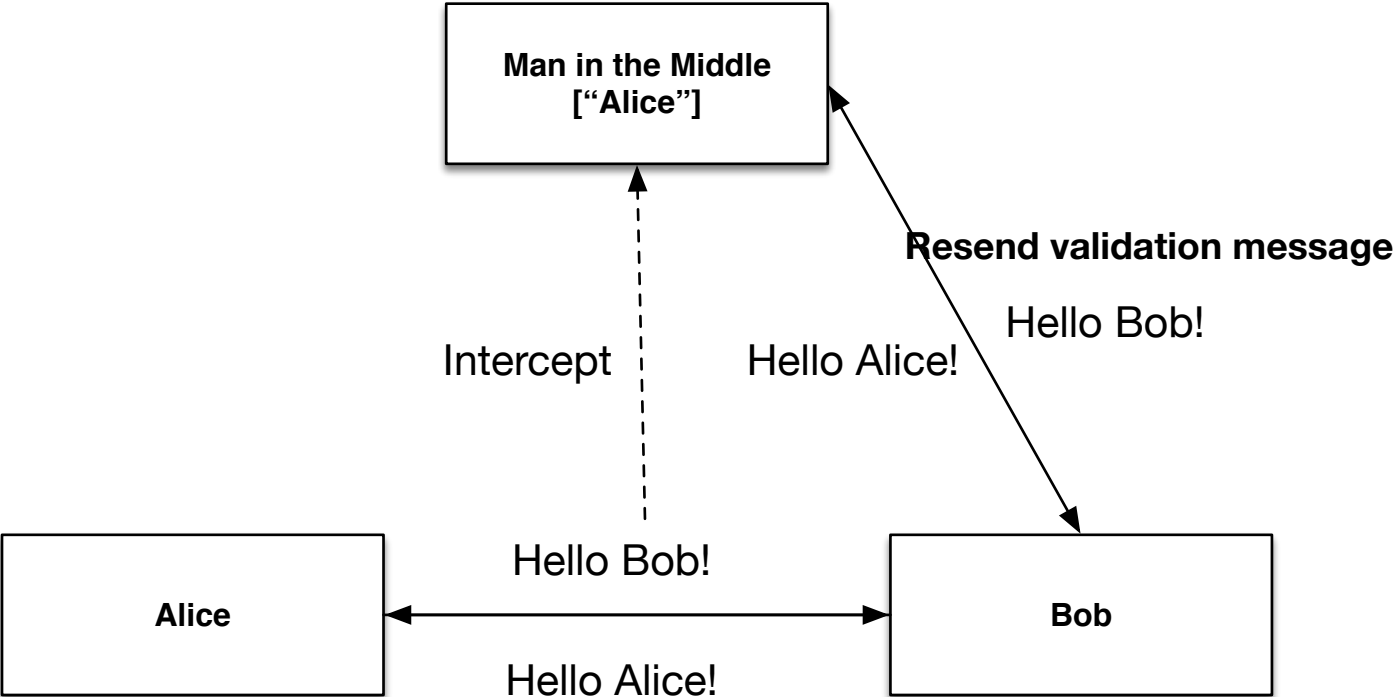 Man in the Middle
[“Alice”]
Resend validation message
Hello Bob!
Intercept
Hello Alice!
Hello Bob!
Alice
Bob
Hello Alice!